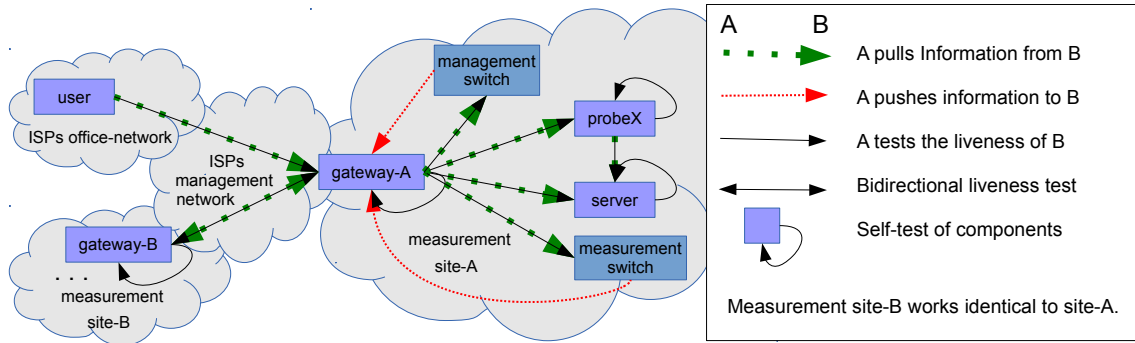 user
ISPs office-network
ISPs
management
network
gateway-B
. . .
measurement
site-B
gateway-A
management
switch
probeX
server
measurement
switch
measurement
site-A
A B
A pulls Information from B
A pushes information to B
A tests the liveness of B
Bidirectional liveness test
Self-test of components
Measurement site-B works identical to site-A.